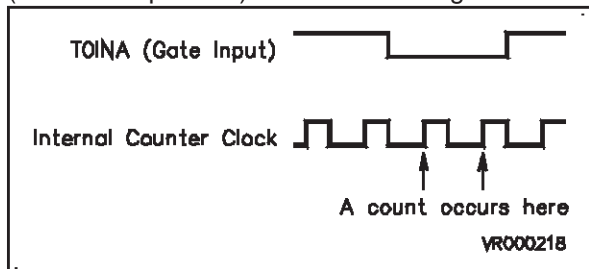 TOINA (Gate Input)
Internal Counter Clock
A count occurs here
VR000218